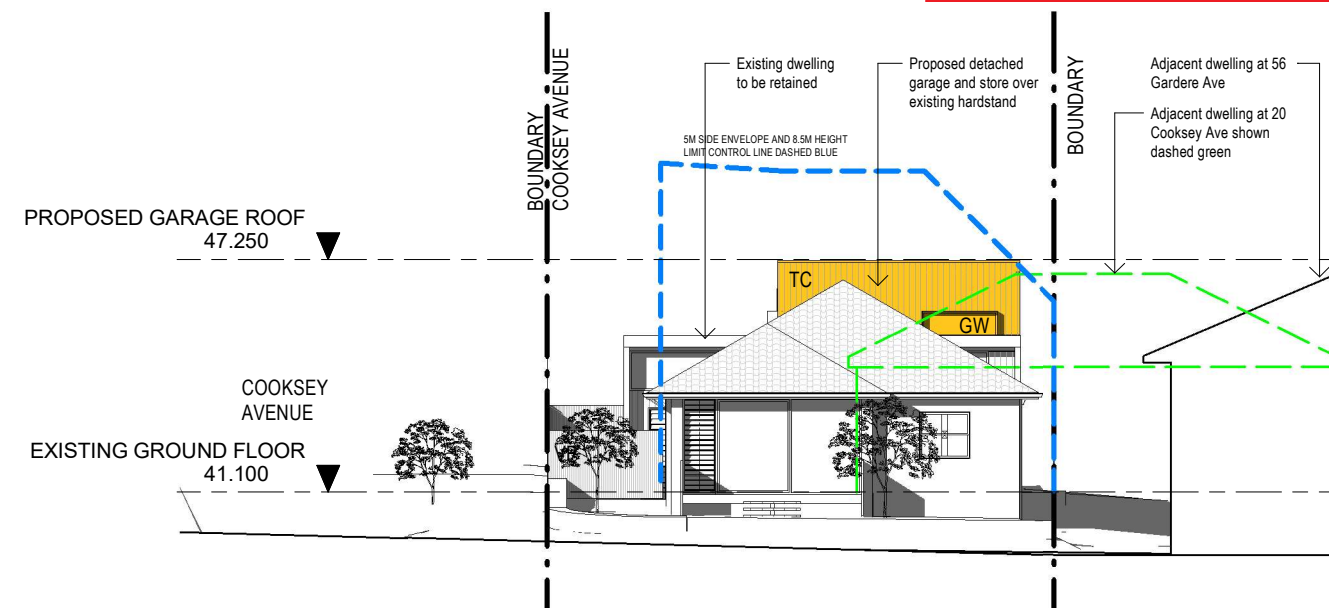 Existing dwelling
to be retained
Proposed detached
garage and store over
existing hardstand
Adjacent dwelling at 56
Gardere Ave
Adjacent dwelling at 20
Cooksey Ave shown
dashed green
BOUNDARY
COOKSEY AVENUE
BOUNDARY
5M SIDE ENVELOPE AND 8.5M HEIGHT
LIMIT CONTROL LINE DASHED BLUE
PROPOSED GARAGE ROOF
47.250
TC
GW
COOKSEY
AVENUE
EXISTING GROUND FLOOR
41.100